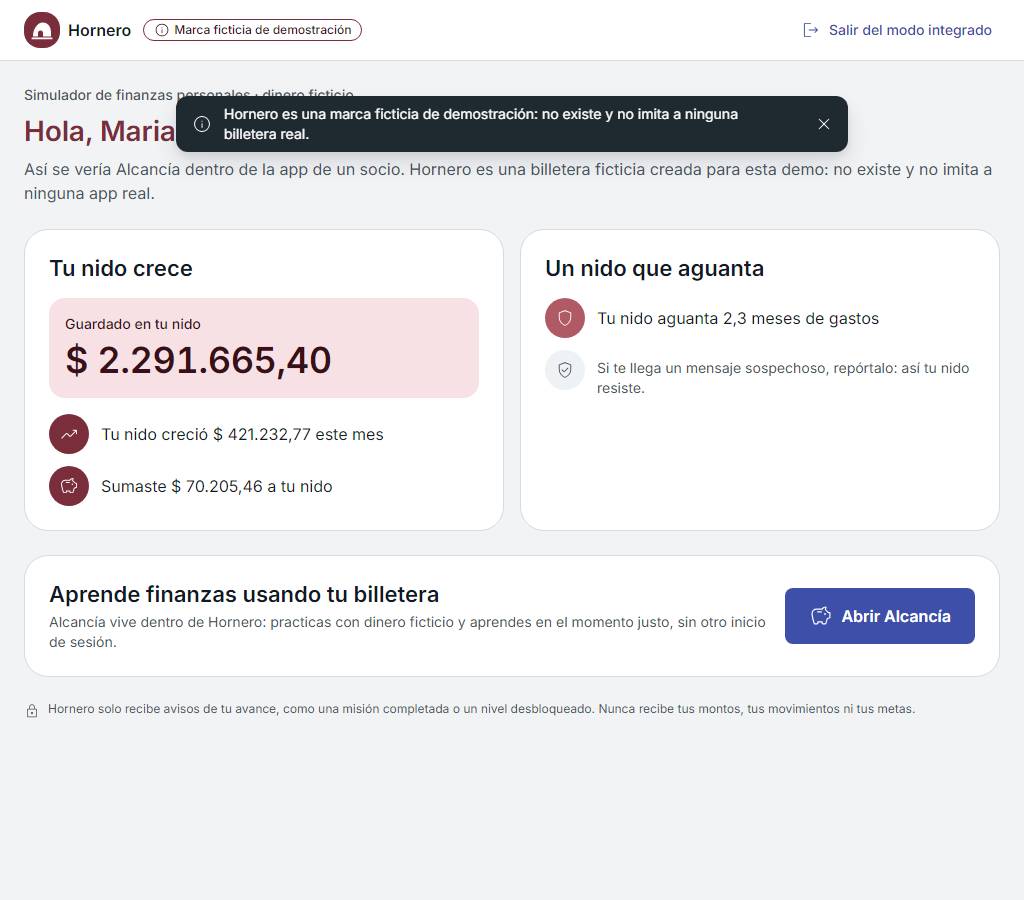 Hornero
Marca ficticia de demostración
Salir del modo integrado
Simulador de finanzas personales · dinero ficticio
Hornero es una marca ficticia de demostración: no existe y no imita a ninguna
billetera real.
Hola, Maria
Así se vería Alcancía dentro de la app de un socio. Hornero es una billetera ficticia creada para esta demo: no existe y no imita a
ninguna app real.
Tu nido crece
Guardado en tu nido
$ 2.291.665,40
Tu nido creció $ 421.232,77 este mes
Sumaste $ 70.205,46 a tu nido
Un nido que aguanta
Tu nido aguanta 2,3 meses de gastos
Si te llega un mensaje sospechoso, repórtalo: así tu nido
resiste.
Aprende finanzas usando tu billetera
Alcancía vive dentro de Hornero: practicas con dinero ficticio y aprendes en el momento justo, sin otro inicio
de sesión.
Abrir Alcancía
Hornero solo recibe avisos de tu avance, como una misión completada o un nivel desbloqueado. Nunca recibe tus montos, tus movimientos ni tus metas.